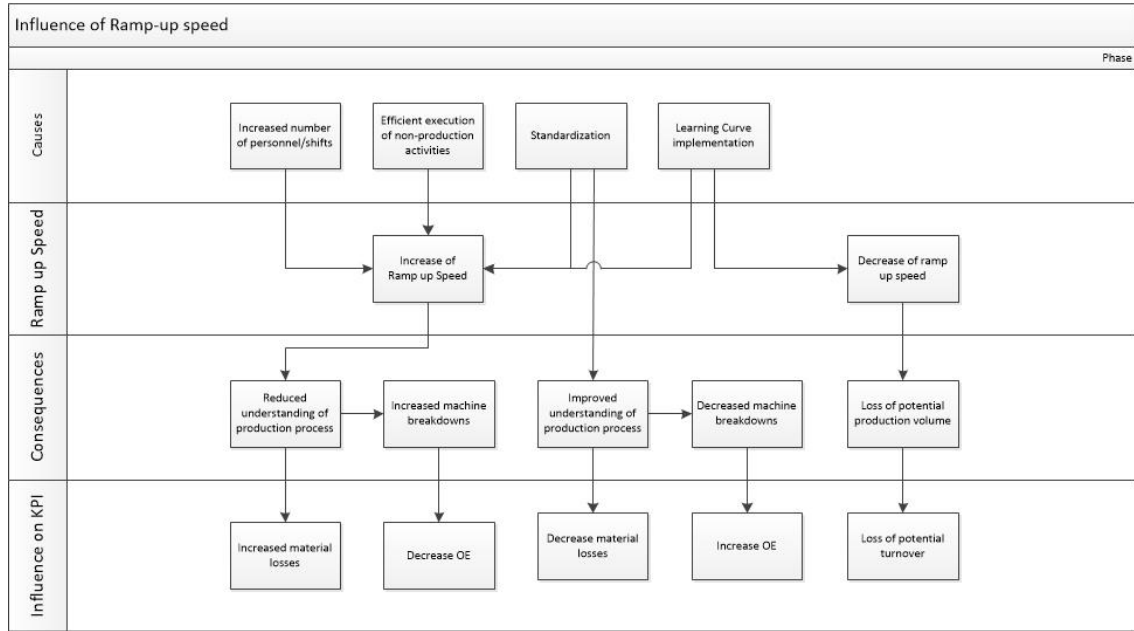 Influence of Ramp-up speed
Phase
Causes
Increased number
of personnel/shifts
Efficient execution
of non-production
activities
Standardization
Learning Curve
implementation
Ramp up Speed
Increase of
Ramp up Speed
Decrease of ramp
up speed
Consequences
Reduced
understanding of
production process
Increased machine
breakdowns
Improved
understanding of
production process
Decreased machine
breakdowns
Loss of potential
production volume
Influence on KPI
Increased material
losses
Decrease OE
Decrease material
losses
Increase OE
Loss of potential
turnover